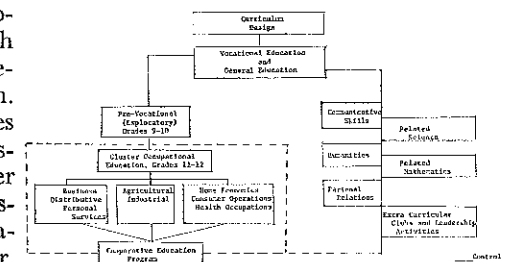 o-
h
e-
n.
es
s-
er
s-
a-
r
Curriculum
Design
Vocational Education
and
General Education
Pre-Vocational
(Exploratory)
Grades 9-10
Cluster Occupational
Education, Grades 11-12
Business
Distributive
Personal
Services
Agricultural
Industrial
Home Economics
Consumer Operations
Health Occupations
Cooperative Education
Program
Communicative
Skills
Related
Science
Humanities
Related
Mathematics
Relations
Extra Curricular
Clubs and Leadership
Activities
Control